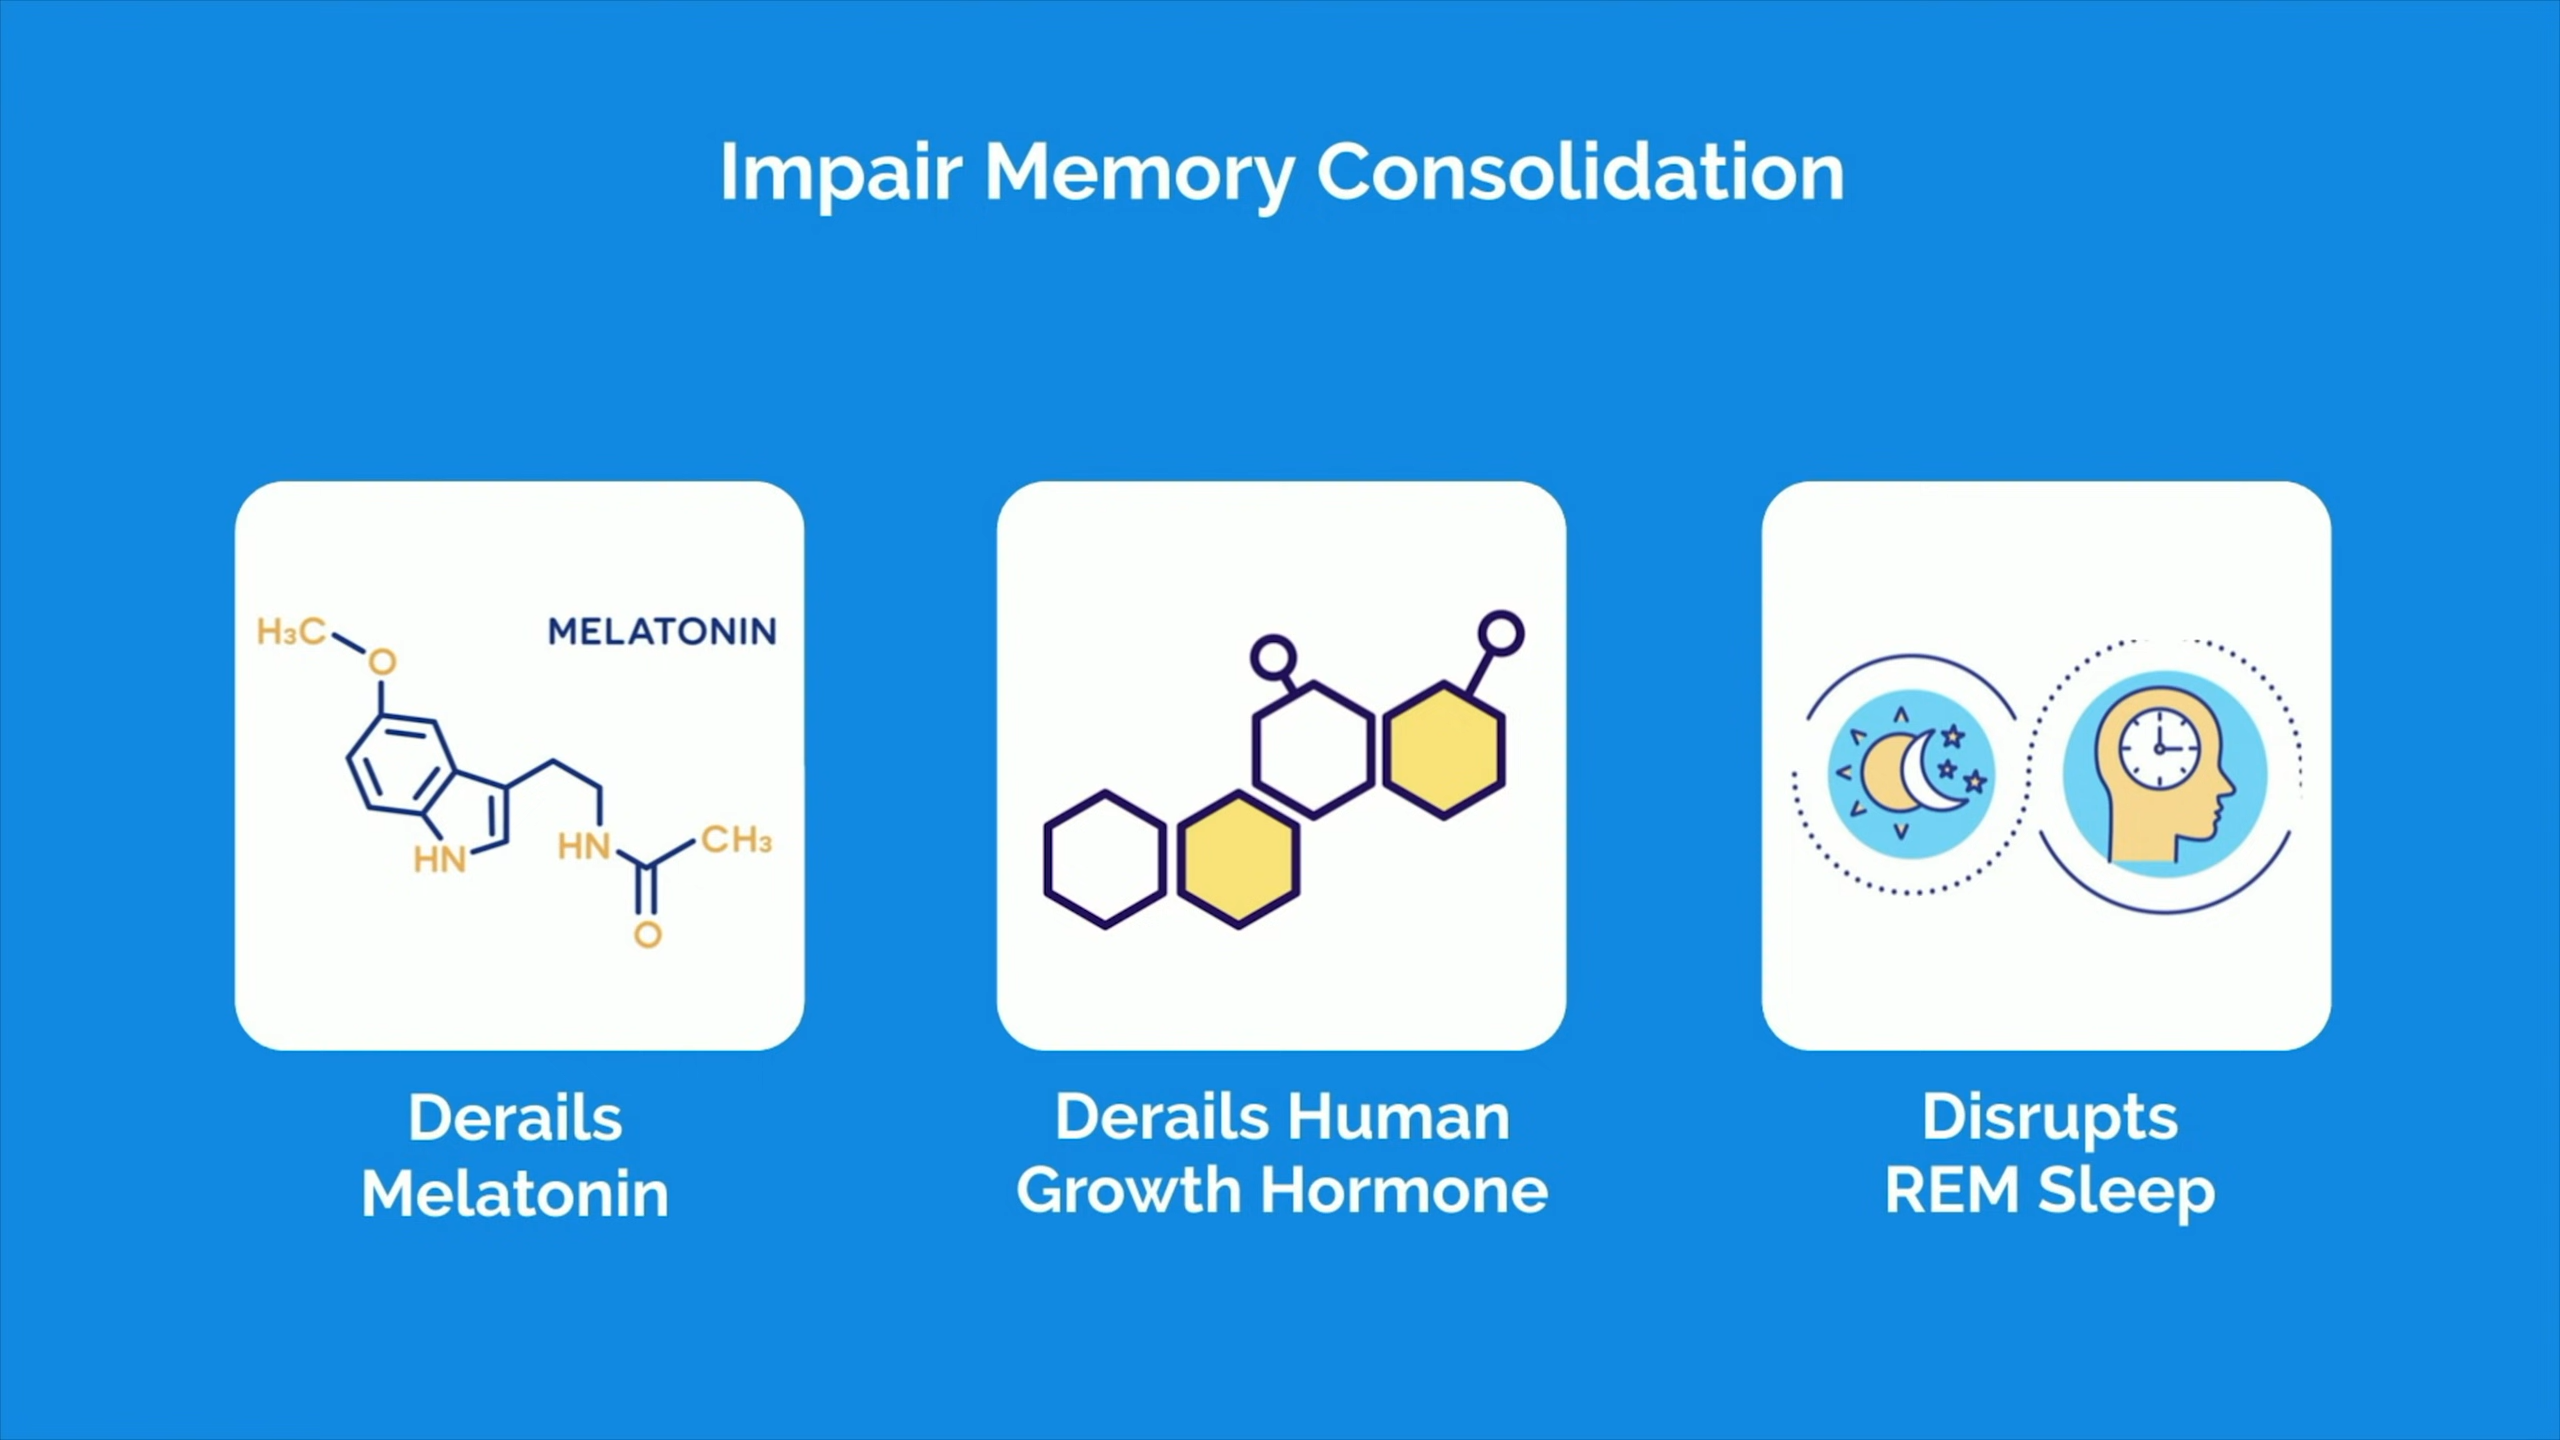 Impair Memory Consolidation
H₃C
O
MELATONIN
HN
HN
CH₃
O
Derails
Melatonin
Derails Human
Growth Hormone
Disrupts
REM Sleep